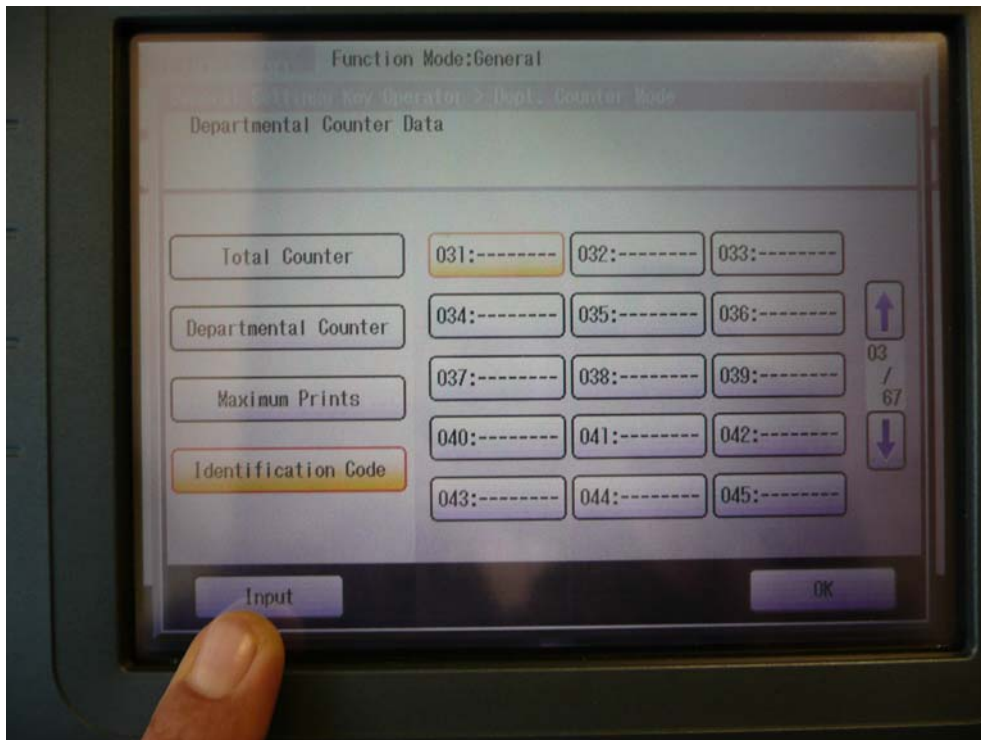 Function Mode:General
Key Operator > Dept. Counter Mode
Departmental Counter Data
Total Counter
031:--------
032:--------
033:--------
Departmental Counter
034:--------
035:--------
036:--------
03
/
67
Maximum Prints
037:--------
038:--------
039:--------
Identification Code
040:--------
041:--------
042:--------
043:--------
044:--------
045:--------
Input
OK